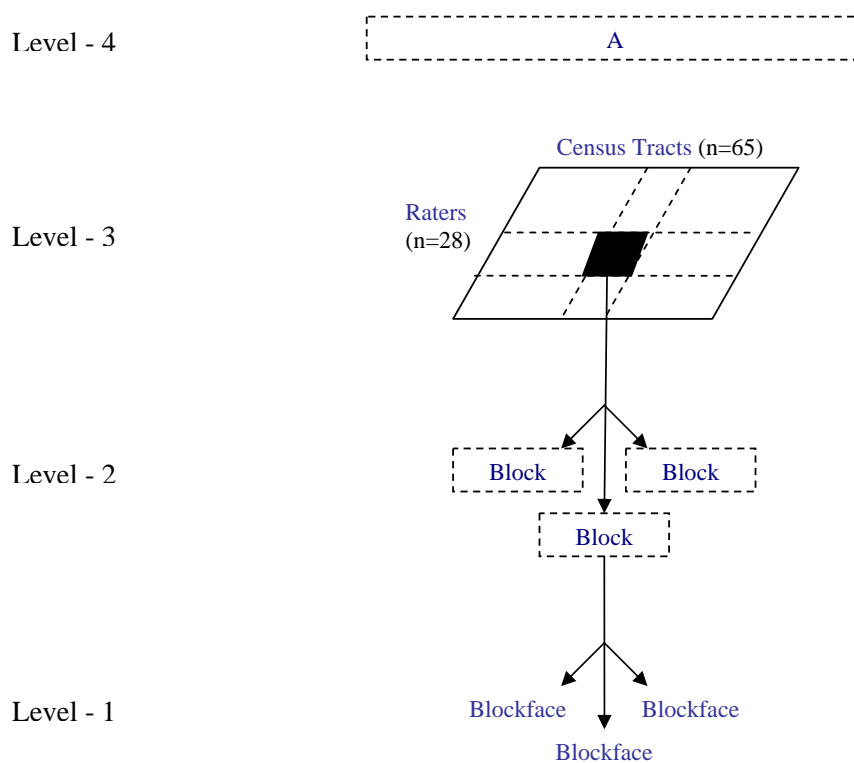 Level - 4
A
Census Tracts (n=65)
Raters
(n=28)
Level - 3
Level - 2
Block
Block
Block
Level - 1
Blockface
Blockface
Blockface